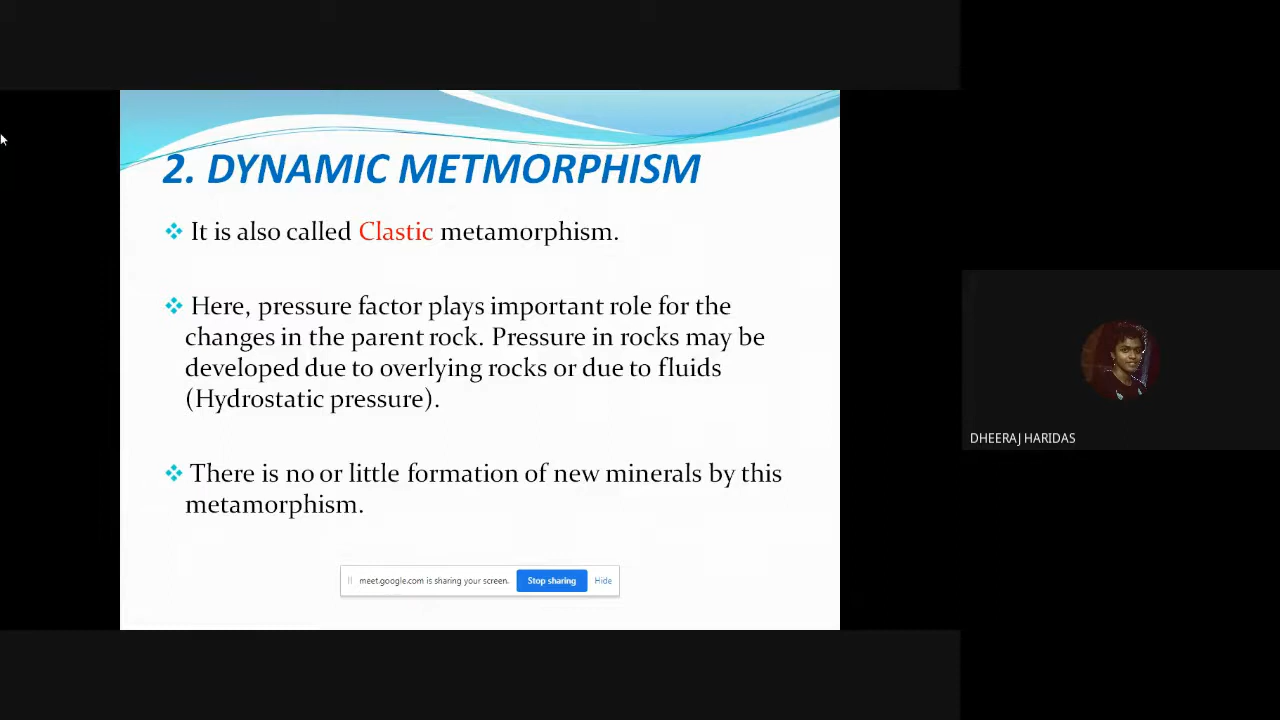 2. DYNAMIC METMORPHISM
It is also called Clastic metamorphism.
Here, pressure factor plays important role for the
changes in the parent rock. Pressure in rocks may be
developed due to overlying rocks or due to fluids
(Hydrostatic pressure).
There is no or little formation of new minerals by this
metamorphism.
meet.google.com is sharing your screen. Stop sharing Hide
DHEERAJ HARIDAS